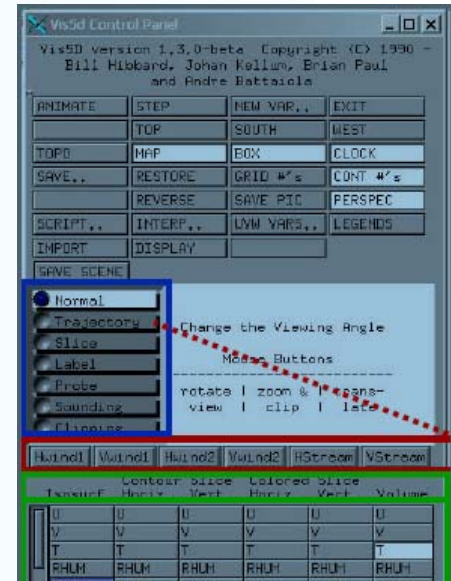 Vis5d Control Panel
Vis5D version 1,3,0-beta Copyright (C) 1990 -
Bill Hibbard, Johan Kellum, Brian Paul
and Andre Battaiola
ANIMATE STEP NEW VAR.. EXIT
TOP SOUTH WEST
TOPO MAP BOX CLOCK
SAVE.. RESTORE GRID #'s CONT #'s
REVERSE SAVE PIC PERSPEC
SCRIPT.. INTERP.. UVW VARS.. LEGENDS
IMPORT DISPLAY
SAVE SCENE
Normal
Trajectory
Slice
Label
Probe
Sounding
Clipping
Change the Viewing Angle
Mouse Buttons
rotate | zoom & | trans-
view | clip | late
Hwind1 Vwind1 Hwind2 Vwind2 HStream VStream
Contour Slice Colored Slice
Isosurf Horiz Vert Horiz Vert Volume
U U U U U U
V V V V V V
T T T T T T
RHUM RHUM RHUM RHUM RHUM RHUM